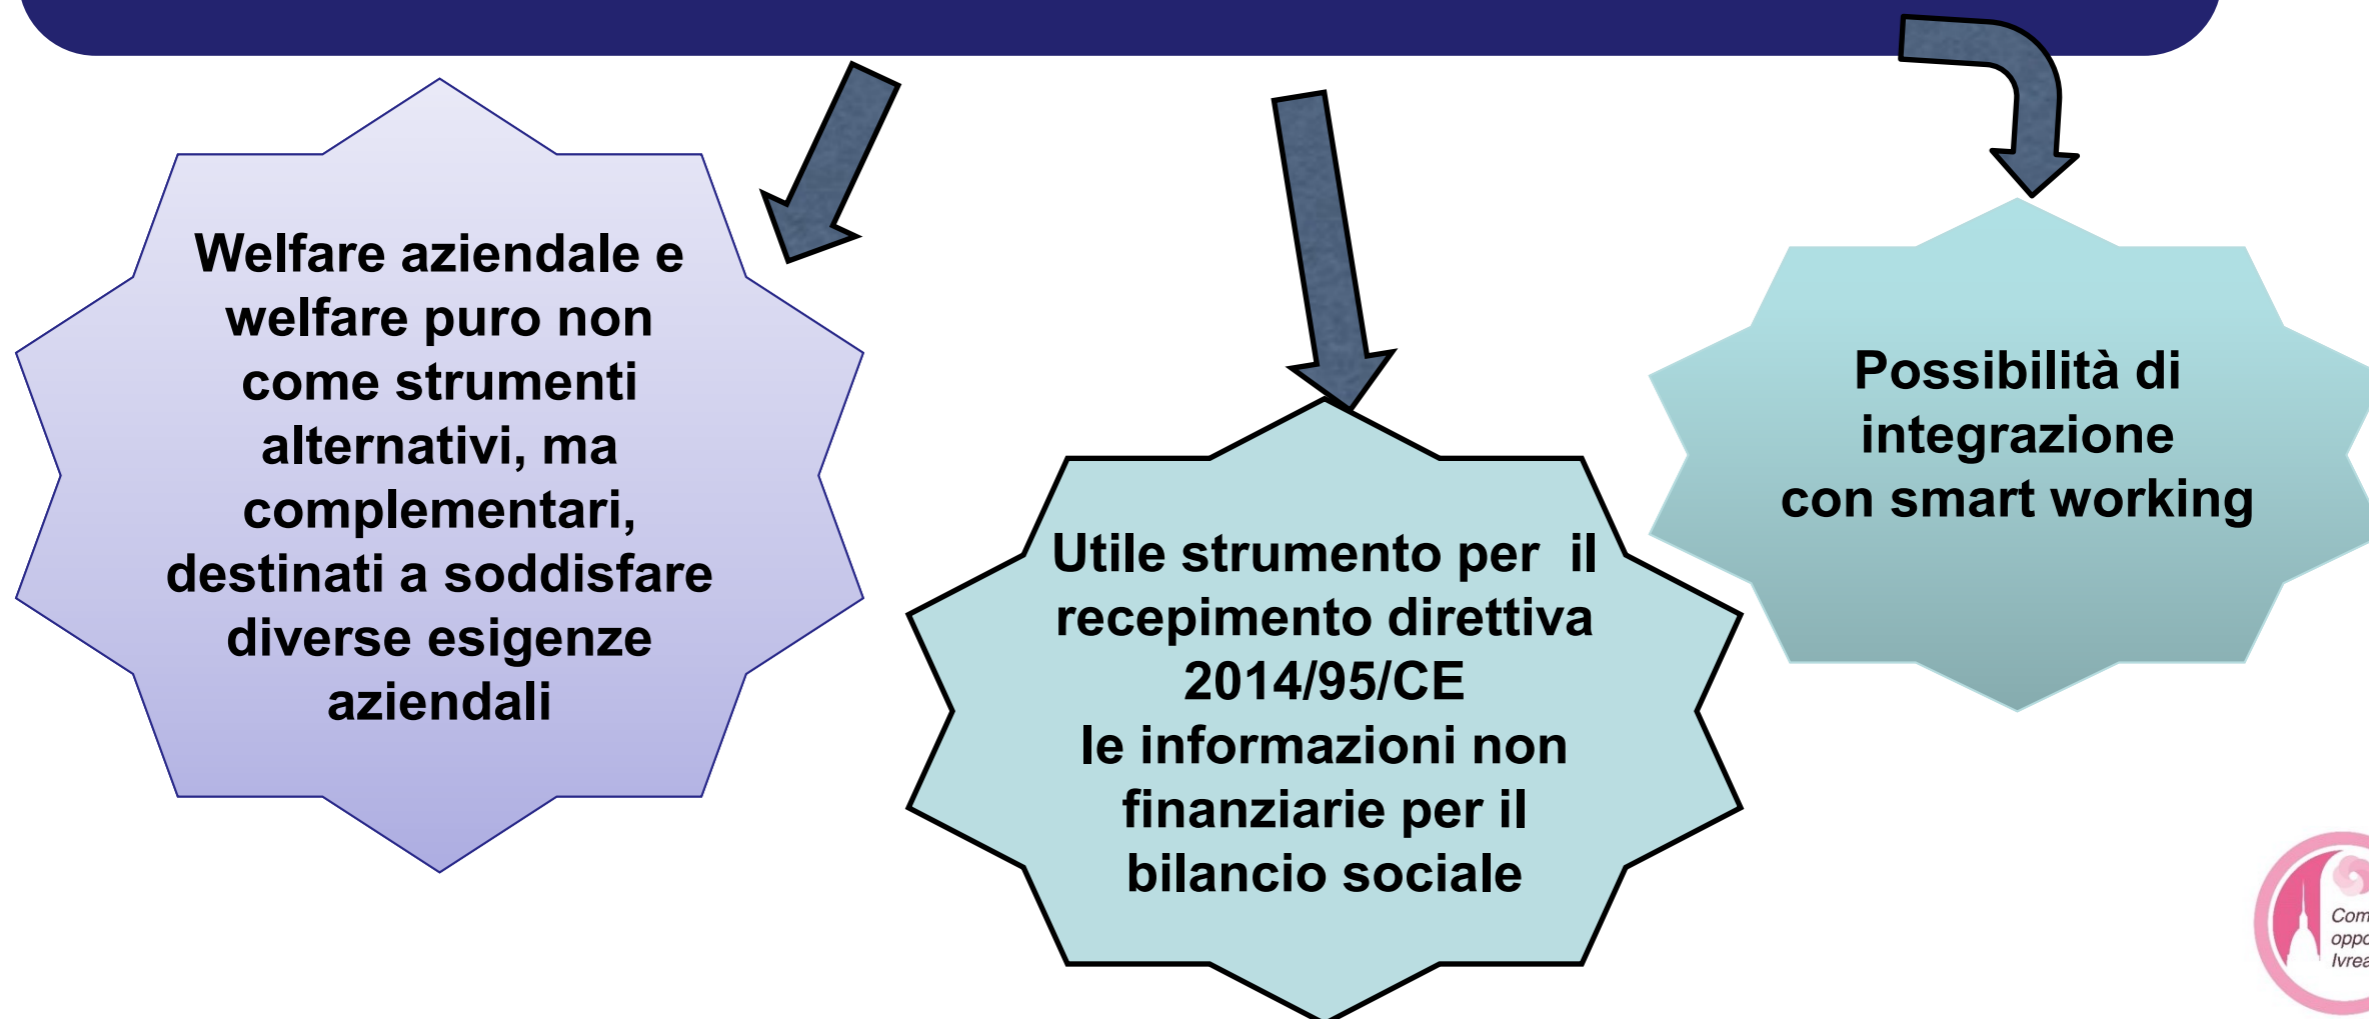 Welfare aziendale e
welfare puro non
come strumenti
alternativi, ma
complementari,
destinati a soddisfare
diverse esigenze
aziendali
Utile strumento per  il
recepimento direttiva
2014/95/CE
le informazioni non
finanziarie per il
bilancio sociale
Possibilità di
integrazione
con smart working
Ivrea